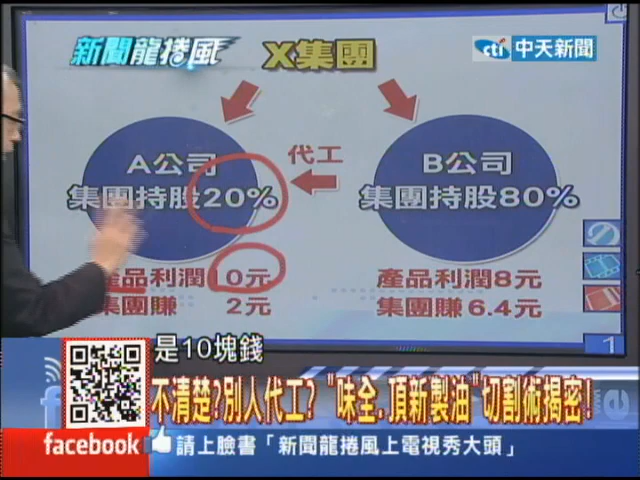 新聞龍捲風
X集團
cti 中天新聞
A公司
集團持股20%
代工
B公司
集團持股80%
產品利潤10元
集團賺 2元
產品利潤8元
集團賺 6.4元
1
是10塊錢
不清楚?別人代工? "味全.頂新製油"切割術揭密!
facebook
請上臉書「新聞龍捲風上電視秀大頭」